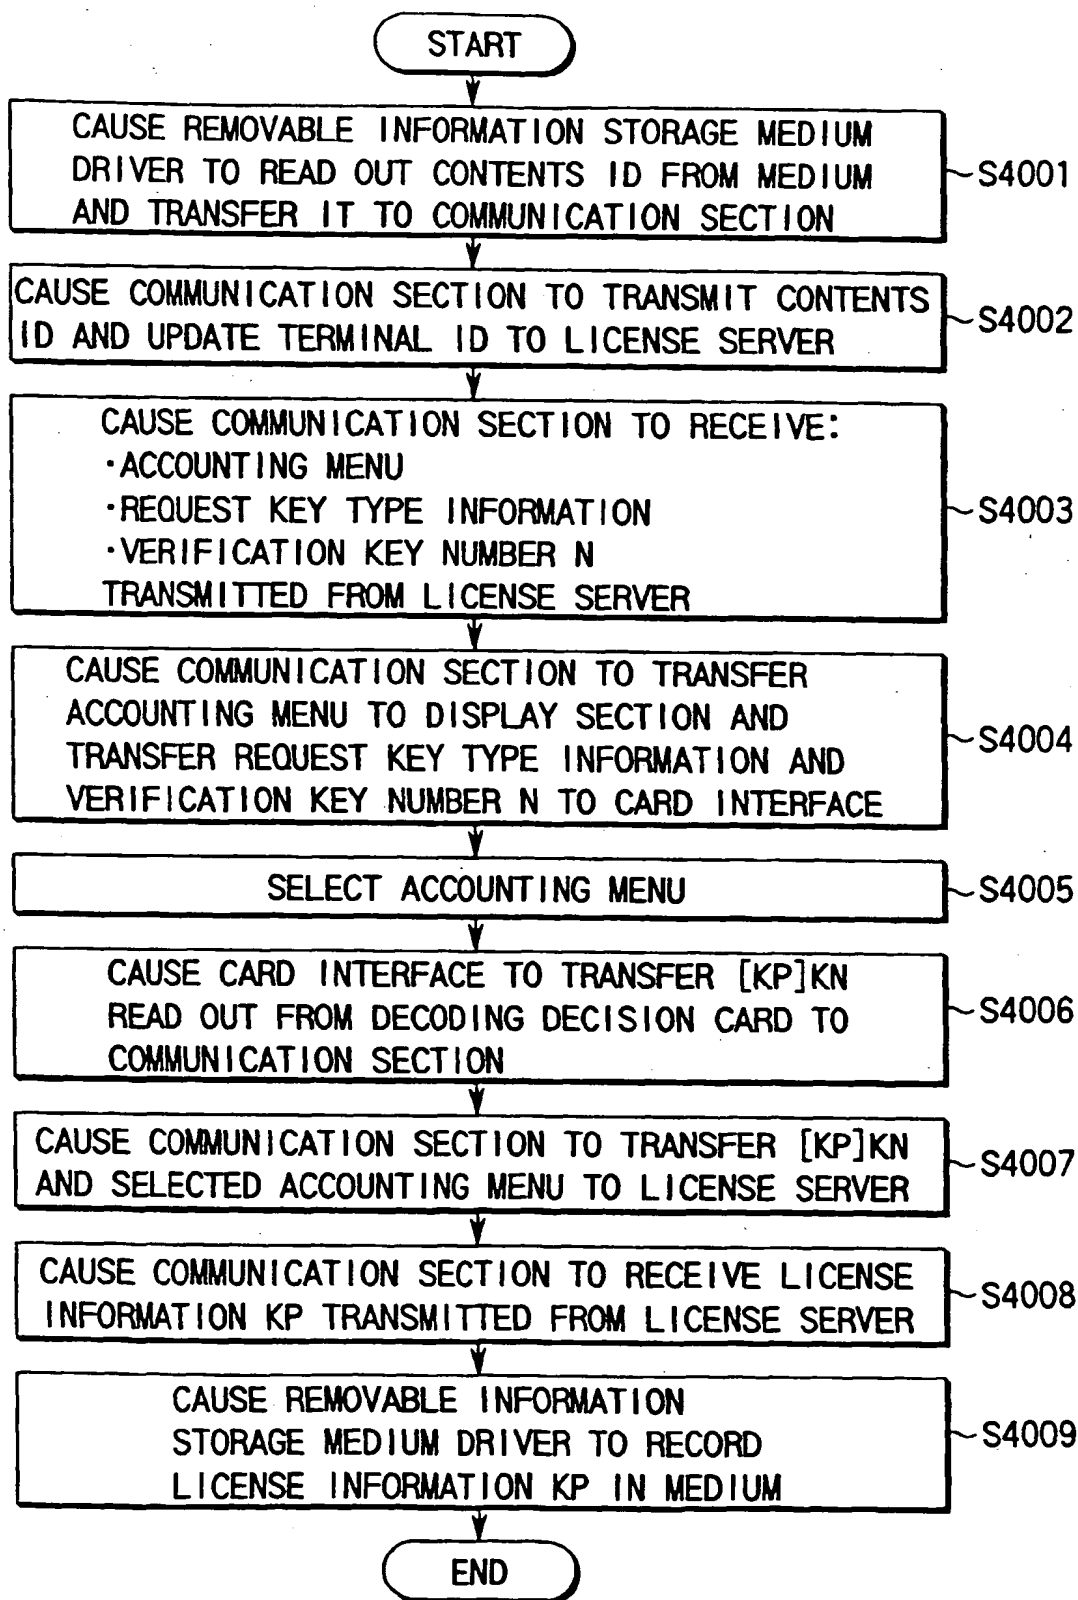 START
CAUSE REMOVABLE INFORMATION STORAGE MEDIUM
DRIVER TO READ OUT CONTENTS ID FROM MEDIUM
AND TRANSFER IT TO COMMUNICATION SECTION
S4001
CAUSE COMMUNICATION SECTION TO TRANSMIT CONTENTS
ID AND UPDATE TERMINAL ID TO LICENSE SERVER
S4002
CAUSE COMMUNICATION SECTION TO RECEIVE:
·ACCOUNTING MENU
·REQUEST KEY TYPE INFORMATION
·VERIFICATION KEY NUMBER N
TRANSMITTED FROM LICENSE SERVER
S4003
CAUSE COMMUNICATION SECTION TO TRANSFER
ACCOUNTING MENU TO DISPLAY SECTION AND
TRANSFER REQUEST KEY TYPE INFORMATION AND
VERIFICATION KEY NUMBER N TO CARD INTERFACE
S4004
SELECT ACCOUNTING MENU
S4005
CAUSE CARD INTERFACE TO TRANSFER [KP]KN
READ OUT FROM DECODING DECISION CARD TO
COMMUNICATION SECTION
S4006
CAUSE COMMUNICATION SECTION TO TRANSFER [KP]KN
AND SELECTED ACCOUNTING MENU TO LICENSE SERVER
S4007
CAUSE COMMUNICATION SECTION TO RECEIVE LICENSE
INFORMATION KP TRANSMITTED FROM LICENSE SERVER
S4008
CAUSE REMOVABLE INFORMATION
STORAGE MEDIUM DRIVER TO RECORD
LICENSE INFORMATION KP IN MEDIUM
S4009
END